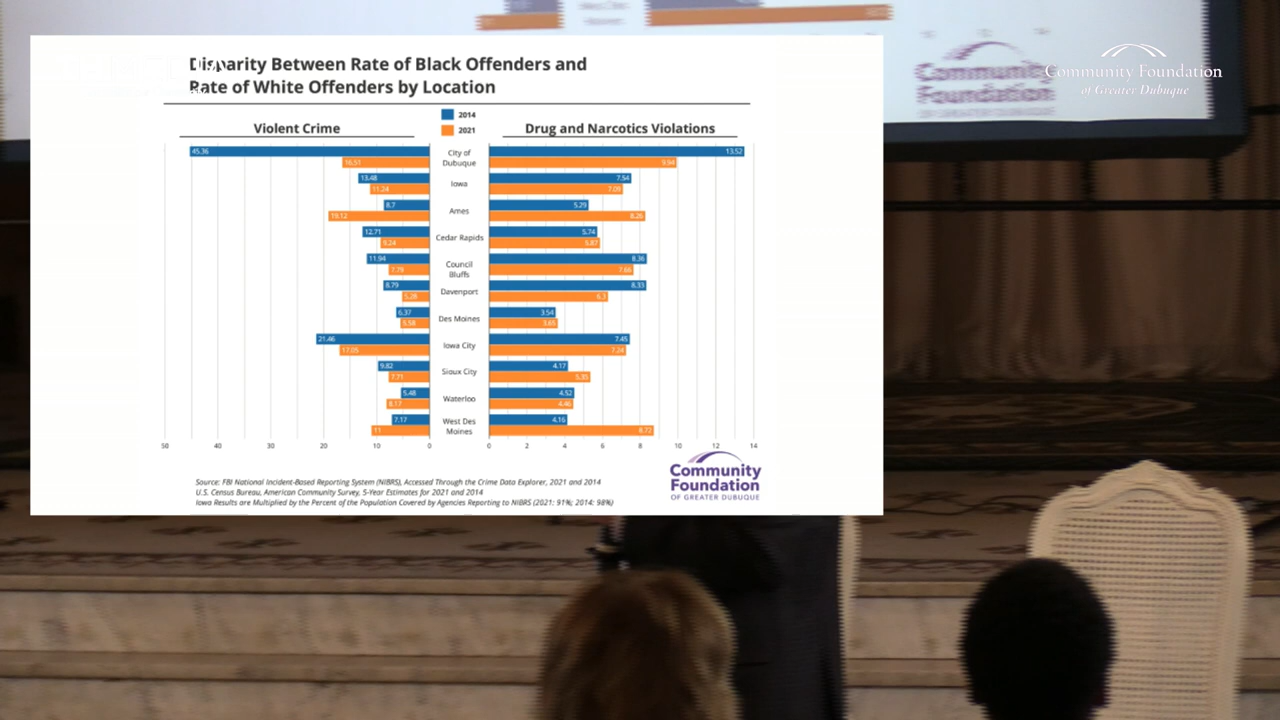 Community Foundation
of Greater Dubuque
Disparity Between Rate of Black Offenders and
Rate of White Offenders by Location
2014
2021
Violent Crime
Drug and Narcotics Violations
45.36 City of Dubuque 13.52
16.51 9.94
13.48 Iowa 7.54
11.24 7.09
8.7 Ames 5.29
19.12 8.26
12.71 Cedar Rapids 5.74
9.24 5.87
11.94 Council Bluffs 8.36
7.79 7.66
8.79 Davenport 8.33
5.28 6.3
6.37 Des Moines 3.54
5.58 3.65
21.46 Iowa City 7.45
17.05 7.24
9.82 Sioux City 4.17
7.71 5.35
5.48 Waterloo 4.52
8.17 4.46
7.17 West Des Moines 4.16
11 8.72
50 40 30 20 10 0 0 2 4 6 8 10 12 14
Source: FBI National Incident-Based Reporting System (NIBRS), Accessed Through the Crime Data Explorer, 2021 and 2014
U.S. Census Bureau, American Community Survey, 5-Year Estimates for 2021 and 2014
Iowa Results are Multiplied by the Percent of the Population Covered by Agencies Reporting to NIBRS (2021: 91%; 2014: 98%)
Community
Foundation
OF GREATER DUBUQUE
Community
Foundation